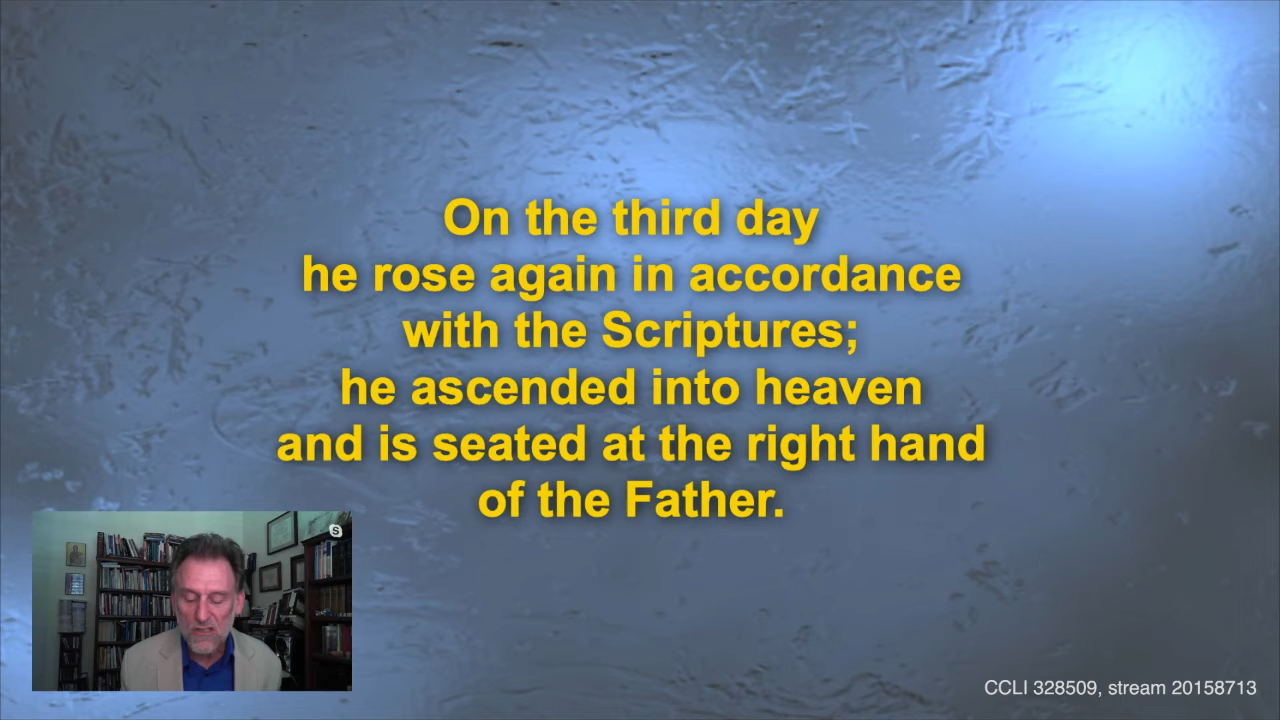 On the third day
he rose again in accordance
with the Scriptures;
he ascended into heaven
and is seated at the right hand
of the Father.
S
CCLI 328509, stream 20158713